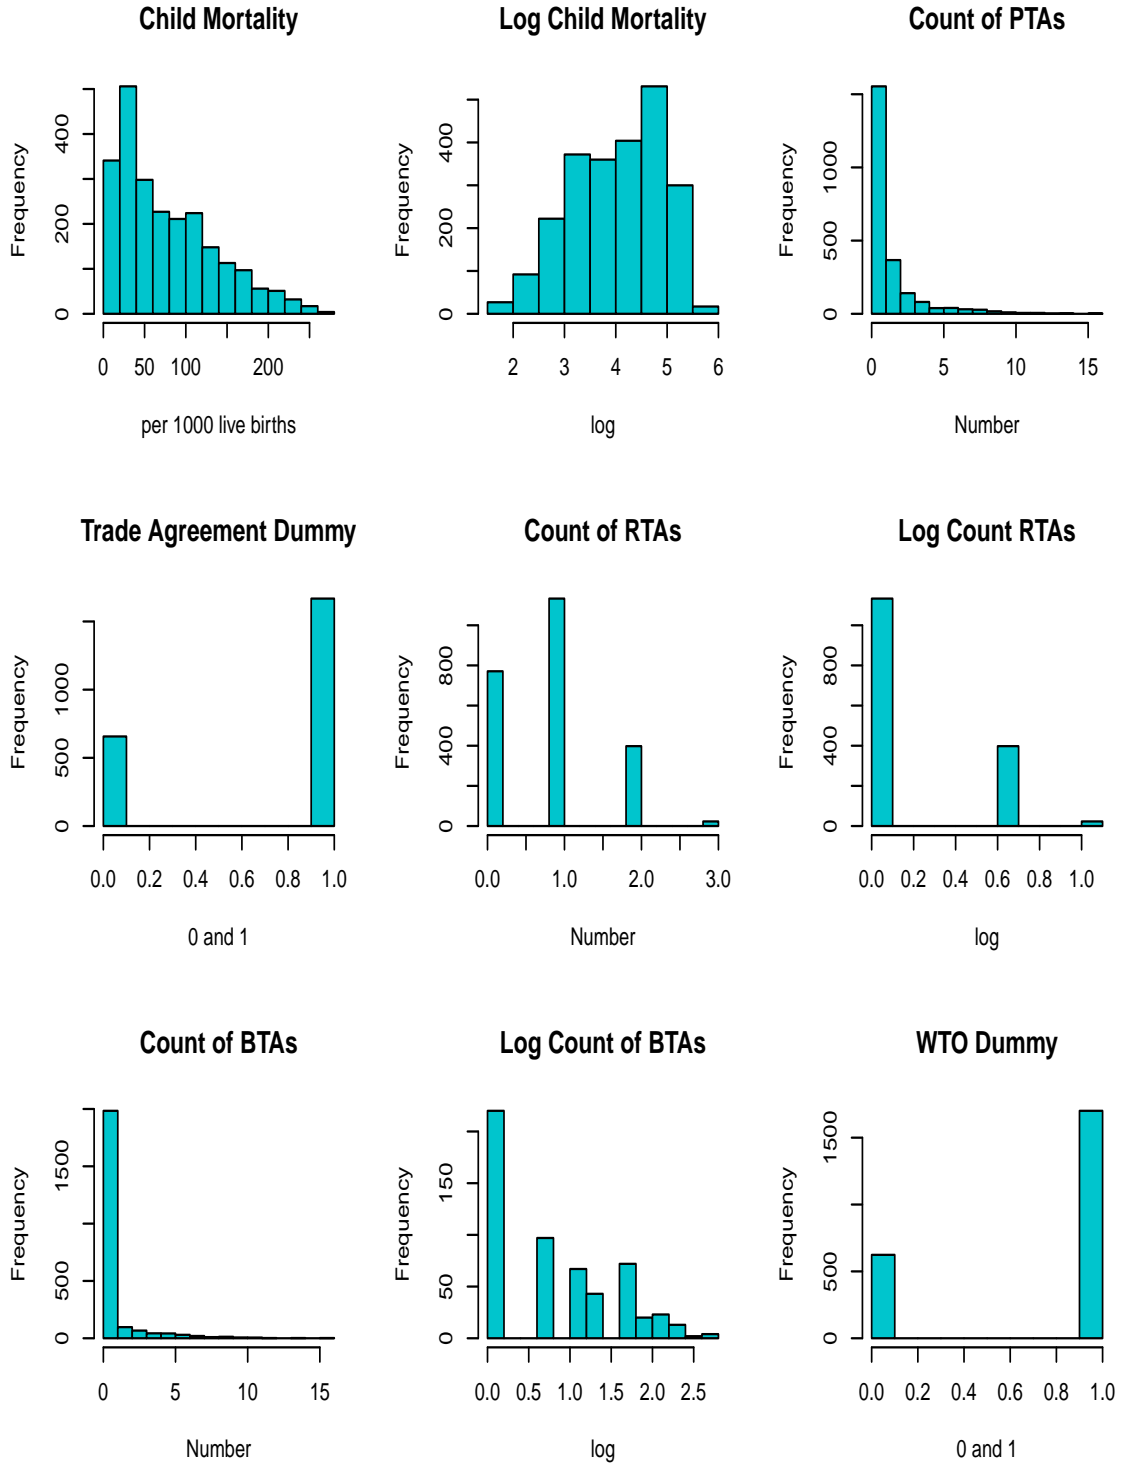 Child Mortality
Frequency
0 200 400
0 50 100 200
per 1000 live births
Log Child Mortality
Frequency
0 200 400
2 3 4 5 6
log
Count of PTAs
Frequency
0 500 1000
0 5 10 15
Number
Trade Agreement Dummy
Frequency
0 500 1000
0.0 0.2 0.4 0.6 0.8 1.0
0 and 1
Count of RTAs
Frequency
0 400 800
0.0 1.0 2.0 3.0
Number
Log Count RTAs
Frequency
0 400 800
0.0 0.2 0.4 0.6 0.8 1.0
log
Count of BTAs
Frequency
0 500 1500
0 5 10 15
Number
Log Count of BTAs
Frequency
0 50 150
0.0 0.5 1.0 1.5 2.0 2.5
log
WTO Dummy
Frequency
0 500 1500
0.0 0.2 0.4 0.6 0.8 1.0
0 and 1